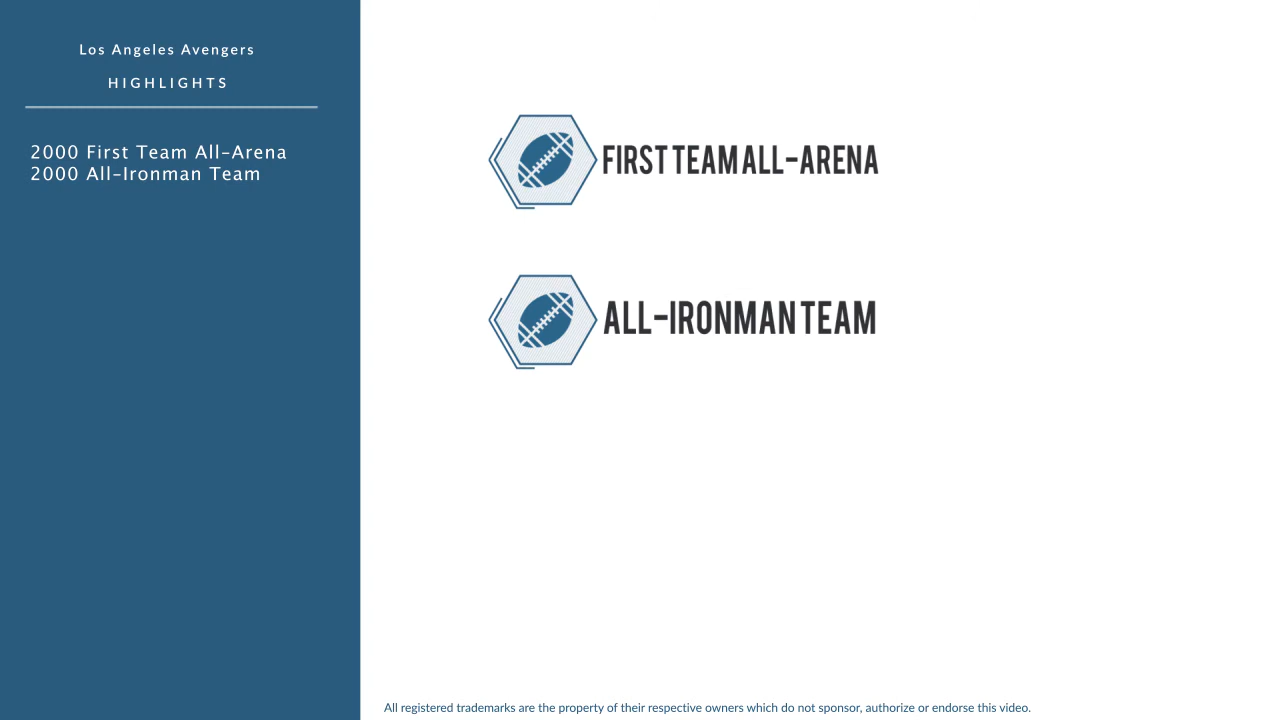 Los Angeles Avengers
HIGHLIGHTS
2000 First Team All-Arena
2000 All-Ironman Team
FIRST TEAM ALL-ARENA
ALL-IRONMAN TEAM
All registered trademarks are the property of their respective owners which do not sponsor, authorize or endorse this video.